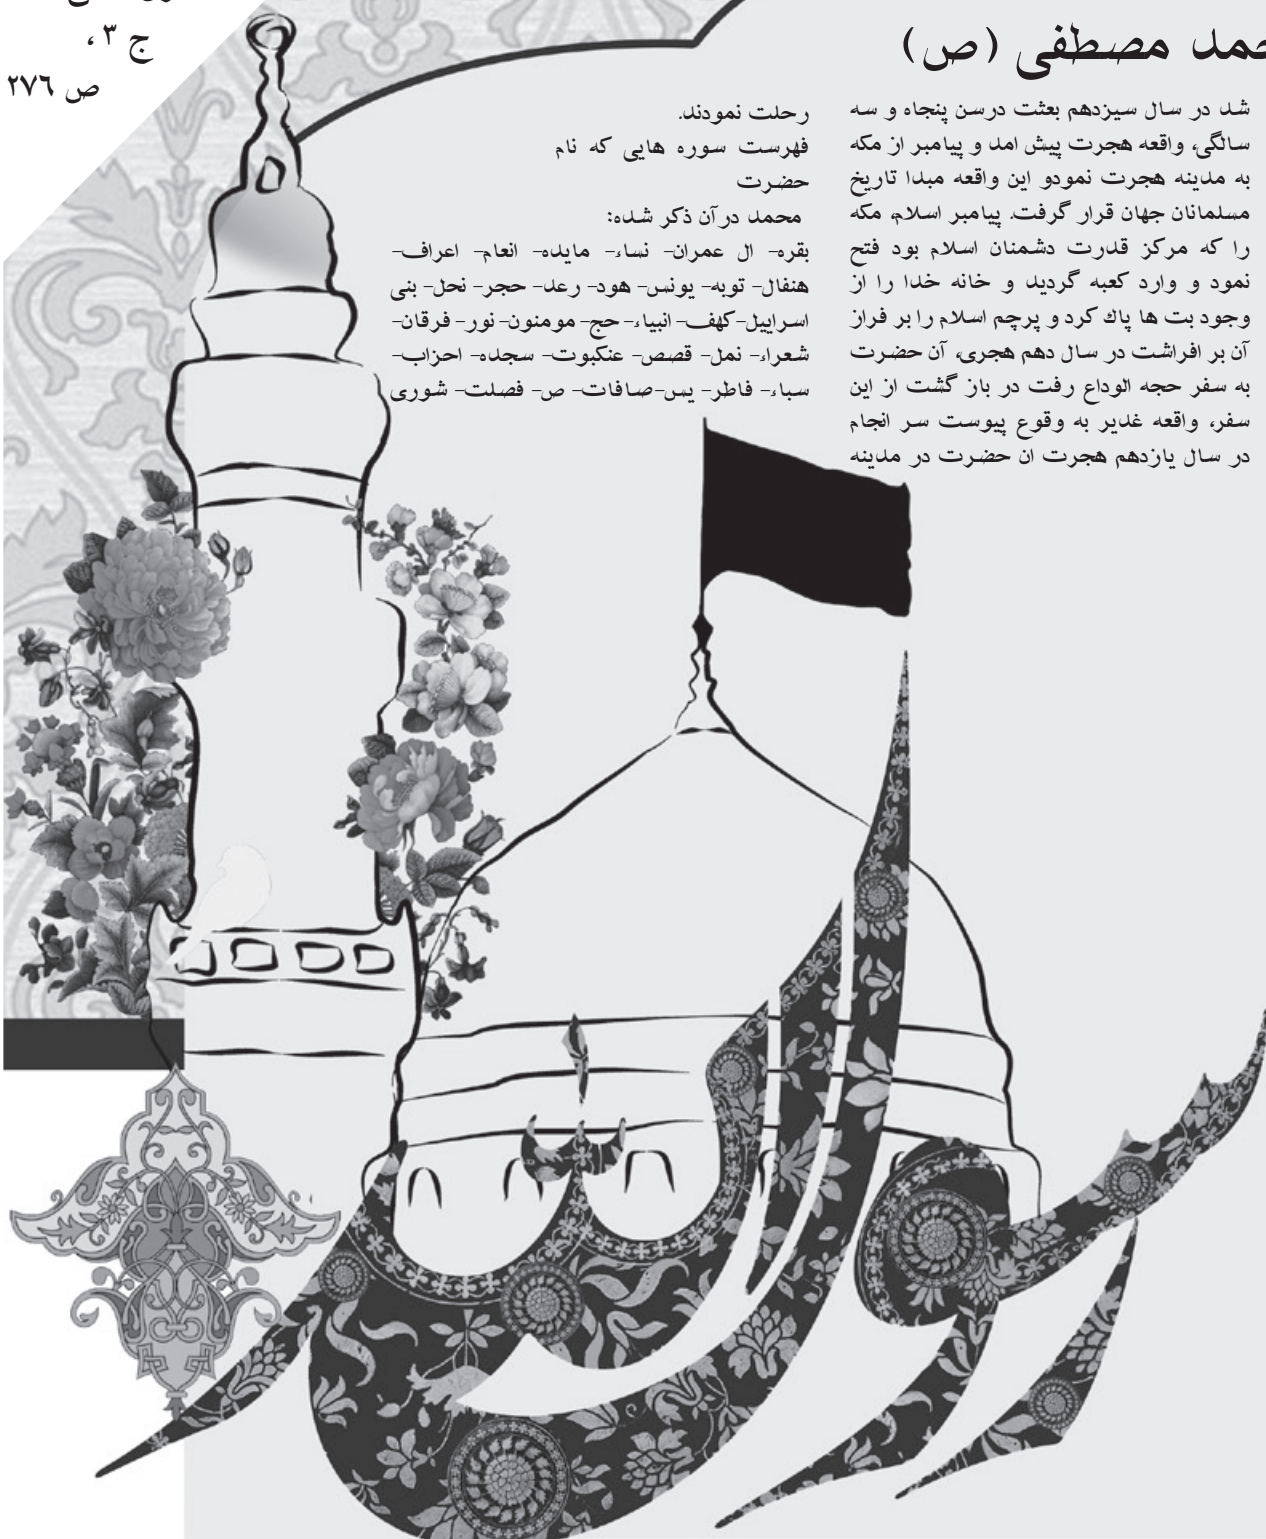 ج ۳ ،
ص ۲۷٦
مصطفی (ص)
شد در سال سیزدهم بعثت درسن پنجاه و سه
سالگی، واقعه هجرت پیش امد و پیامبر از مکه
به مدینه هجرت نمودو این واقعه مبدا تاریخ
مسلمانان جهان قرار گرفت. پیامبر اسلام، مکه
را که مرکز قدرت دشمنان اسلام بود فتح
نمود و وارد کعبه گردید و خانه خدا را از
وجود بت ها پاك کرد و پرچم اسلام را بر فراز
آن بر افراشت در سال دهم هجری، آن حضرت
به سفر حجه الوداع رفت در باز گشت از این
سفر، واقعه غدیر به وقوع پیوست سر انجام
در سال یازدهم هجرت ان حضرت در مدینه
رحلت نمودند.
فهرست سوره هایی که نام
حضرت
محمد درآن ذکر شده:
بقره- ال عمران- نساء- مایده- انعام- اعراف-
هنفال- توبه- یونس- هود- رعد- حجر- نحل- بنی
اسراییل-کهف- انبیاء-حج- مومنون- نور- فرقان-
شعراء- نمل- قصص- عنکبوت- سجده- احزاب-
سباء- فاطر- یس-صافات- ص- فصلت- شوری